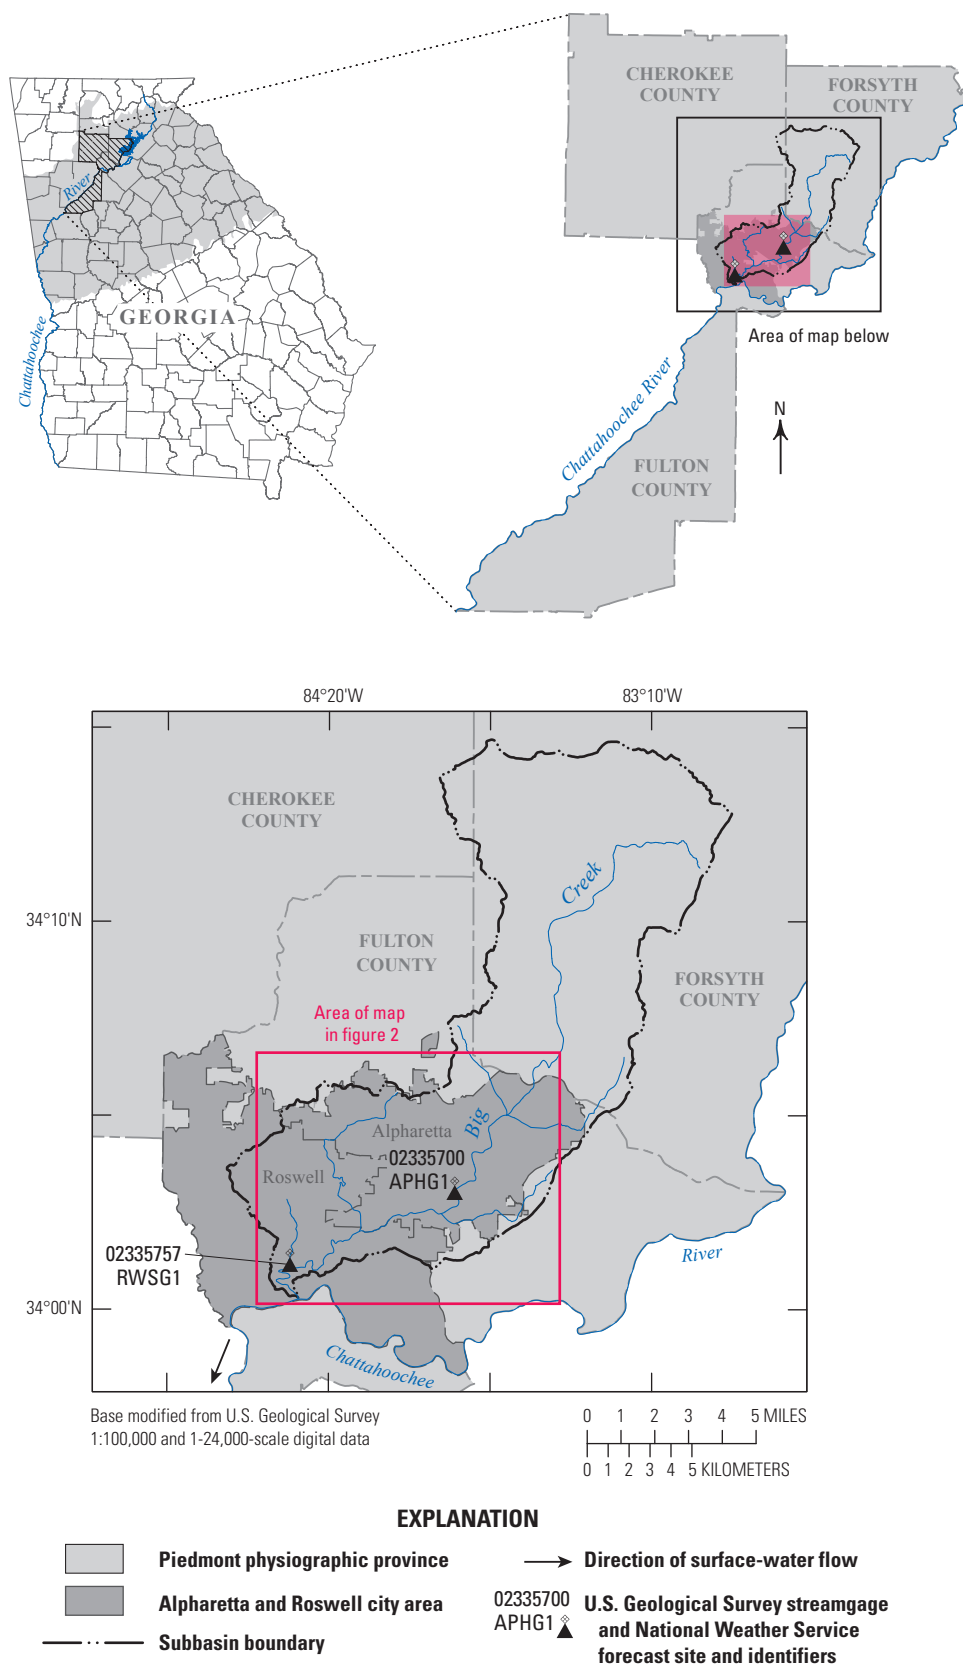 CHEROKEE
COUNTY
FORSYTH
COUNTY
River
GEORGIA
Chattahoochee
Area of map below
Chattahoochee River
N
FULTON
COUNTY
84°20'W
83°10'W
CHEROKEE
COUNTY
Creek
34°10'N
FULTON
COUNTY
FORSYTH
COUNTY
Area of map
in figure 2
Big
Alpharetta
02335700
APHG1
Roswell
02335757
RWSG1
River
34°00'N
Chattahoochee
Base modified from U.S. Geological Survey
1:100,000 and 1-24,000-scale digital data
0 1 2 3 4 5 MILES
0 1 2 3 4 5 KILOMETERS
EXPLANATION
Piedmont physiographic province
Alpharetta and Roswell city area
Subbasin boundary
Direction of surface-water flow
02335700
APHG1
U.S. Geological Survey streamgage
and National Weather Service
forecast site and identifiers